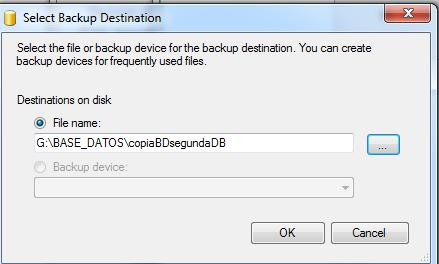 Select Backup Destination
Select the file or backup device for the backup destination. You can create
backup devices for frequently used files.
Destinations on disk
File name:
G:\BASE_DATOS\copiaBDsegundaDB
...
Backup device:
OK
Cancel